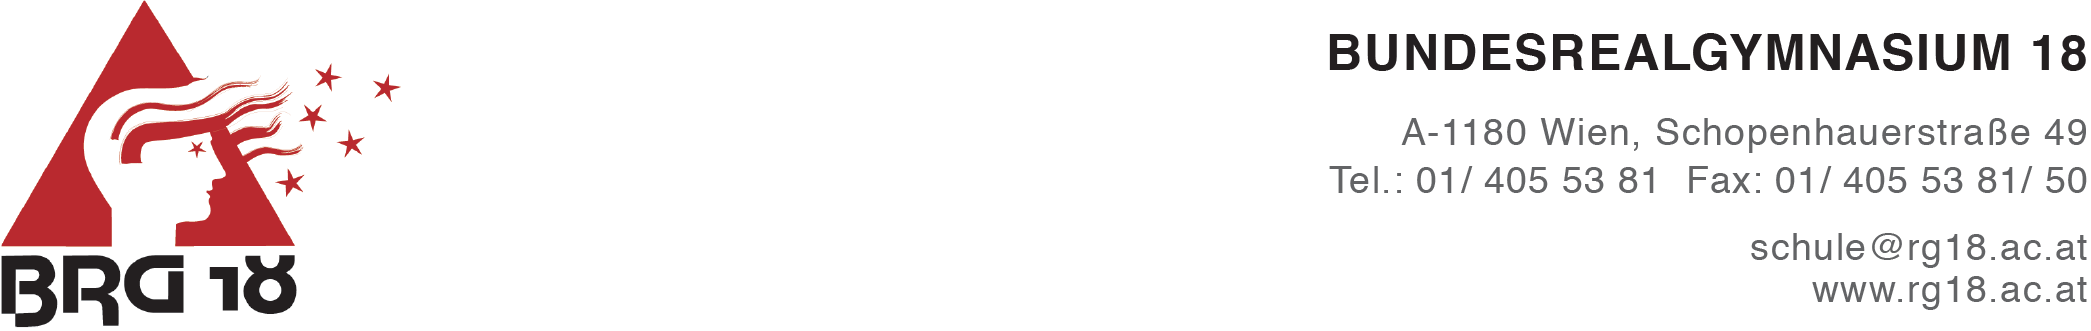 BRG 18
BUNDESREALGYMNASIUM 18
A-1180 Wien, Schopenhauerstraße 49
Tel.: 01/ 405 53 81 Fax: 01/ 405 53 81/ 50
schule@rg18.ac.at
www.rg18.ac.at